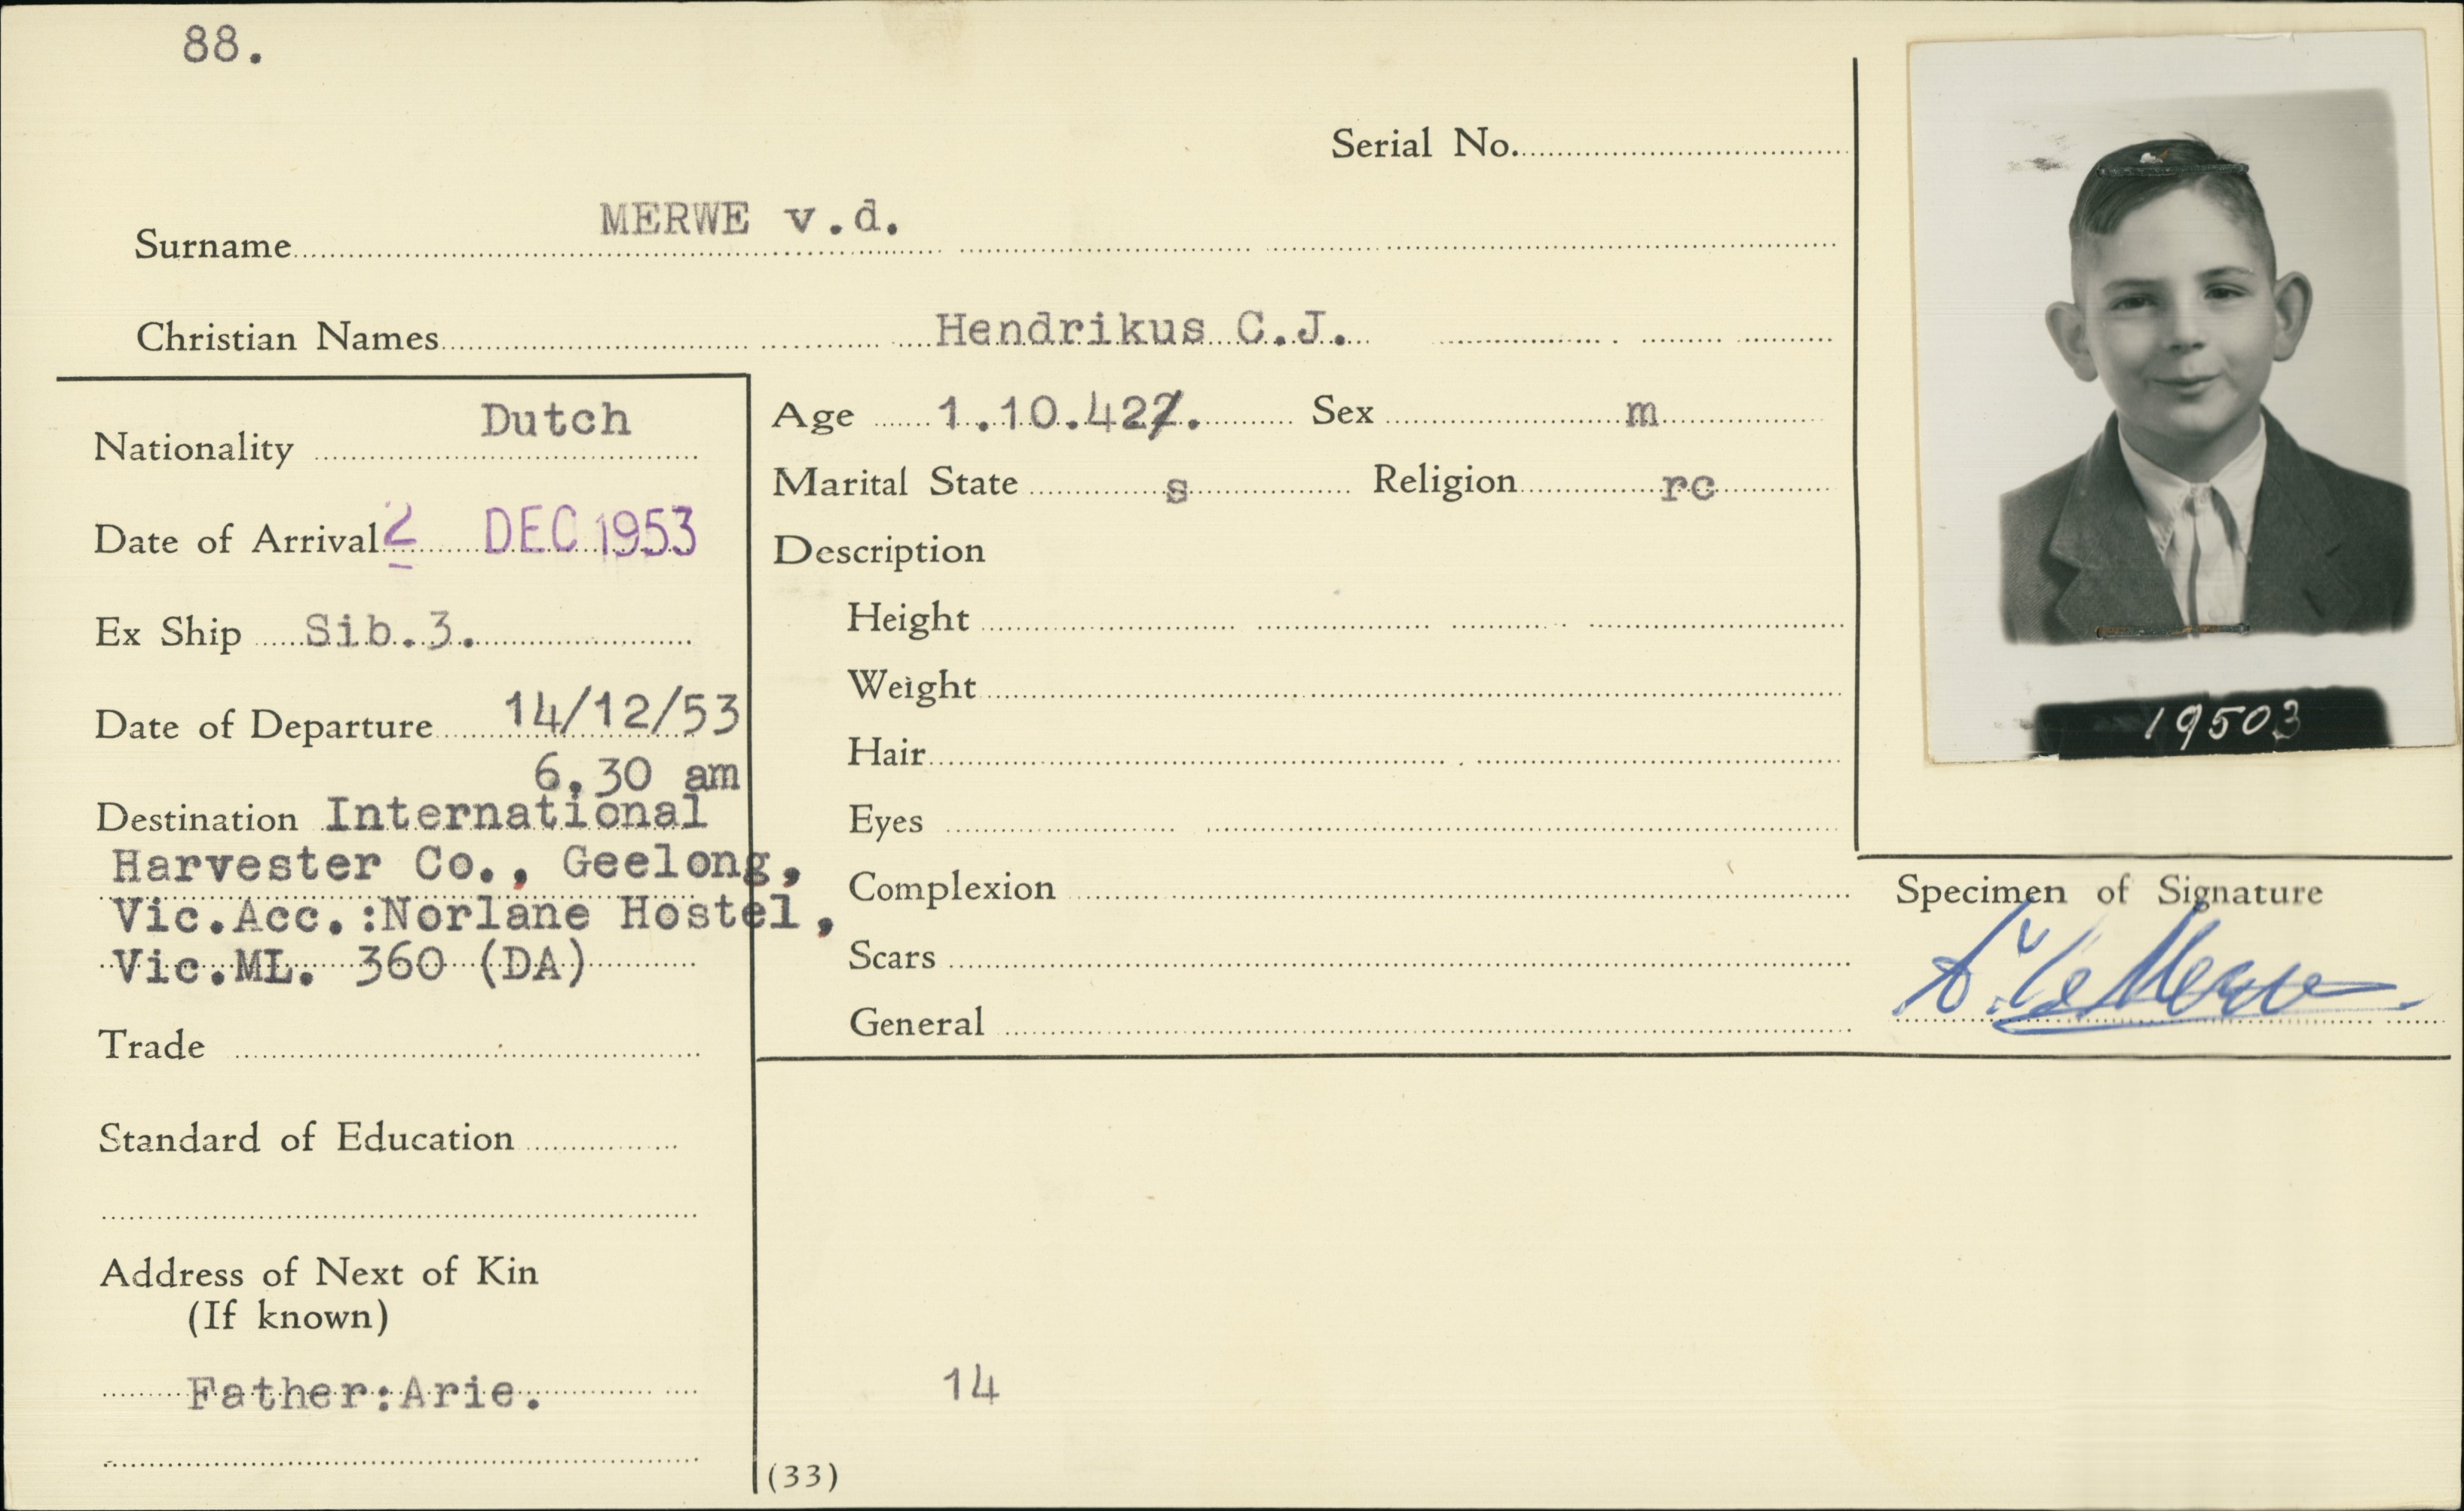 88.
Serial No.
Surname MERWE v.d.
Christian Names Hendrikus C.J.
Nationality Dutch
Date of Arrival 2 DEC 1953
Ex Ship Sib.3.
Date of Departure 14/12/53
6.30 am
Destination International
Harvester Co., Geelong,
Vic.Acc.:Norlane Hostel,
Vic.ML. 360 (DA)
Trade
Standard of Education
Address of Next of Kin
(If known)
Father:Arie.
Age 1.10.42. Sex m
Marital State s Religion rc
Description
Height
Weight
Hair
Eyes
Complexion
Scars
General
14
(33)
19503
Specimen of Signature
Merwe